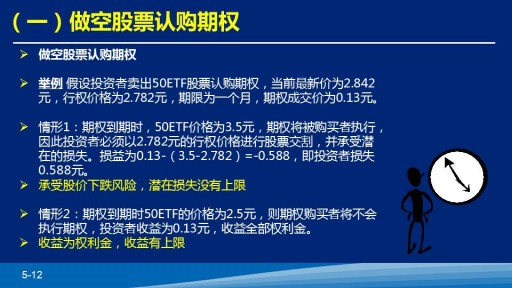 （一）做空股票认购期权
做空股票认购期权
举例 假设投资者卖出50ETF股票认购期权，当前最新价为2.842
元，行权价格为2.782元，期限为一个月，期权成交价为0.13元。
情形1：期权到期时，50ETF价格为3.5元，期权将被购买者执行，
因此投资者必须以2.782元的行权价格进行股票交割，并承受潜
在的损失。损益为0.13-（3.5-2.782）=-0.588，即投资者损失
0.588元。
承受股价下跌风险，潜在损失没有上限
情形2：期权到期时50ETF的价格为2.5元，则期权购买者将不会
执行期权，投资者收益为0.13元，收益全部权利金。
收益为权利金，收益有上限
5-12